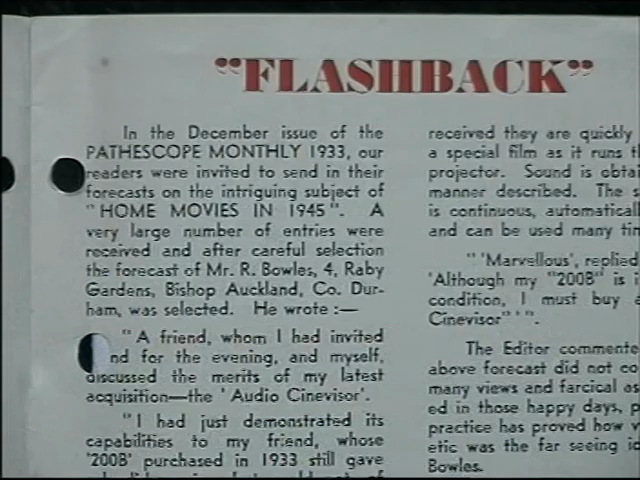 "FLASHBACK"
In the December issue of the
PATHESCOPE MONTHLY 1933, our
readers were invited to send in their
forecasts on the intriguing subject of
"HOME MOVIES IN 1945". A
very large number of entries were
received and after careful selection
the forecast of Mr. R. Bowles, 4, Raby
Gardens, Bishop Auckland, Co. Dur-
ham, was selected. He wrote :—
"A friend, whom I had invited
nd for the evening, and myself,
discussed the merits of my latest
acquisition—the 'Audio Cinevisor'.
"I had just demonstrated its
capabilities to my friend, whose
'200B' purchased in 1933 still gave
received they are quickly
a special film as it runs
projector. Sound is
manner described. The
is continuous,
and can be used many
"'Marvellous', replied
'Although my "200B" is
condition, I must buy
Cinevisor"'".
The Editor
above forecast did not
many views and farcical as
ed in those happy days,
practice has proved how
etic was the far seeing
Bowles.